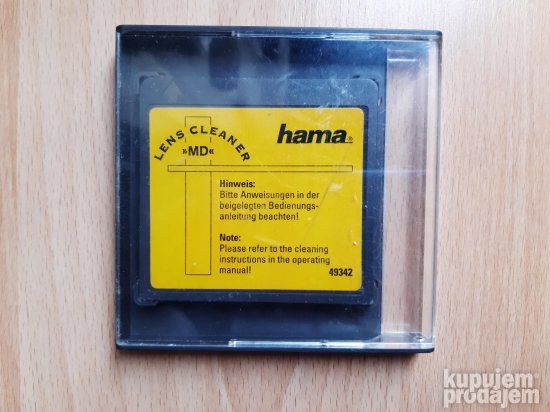 LENS CLEANER
»MD«
hama®
Hinweis:
Bitte Anweisungen in der
beigelegten Bedienungs-
anleitung beachten!
Note:
Please refer to the cleaning
instructions in the operating
manual!
49342
kupujem
prodajem